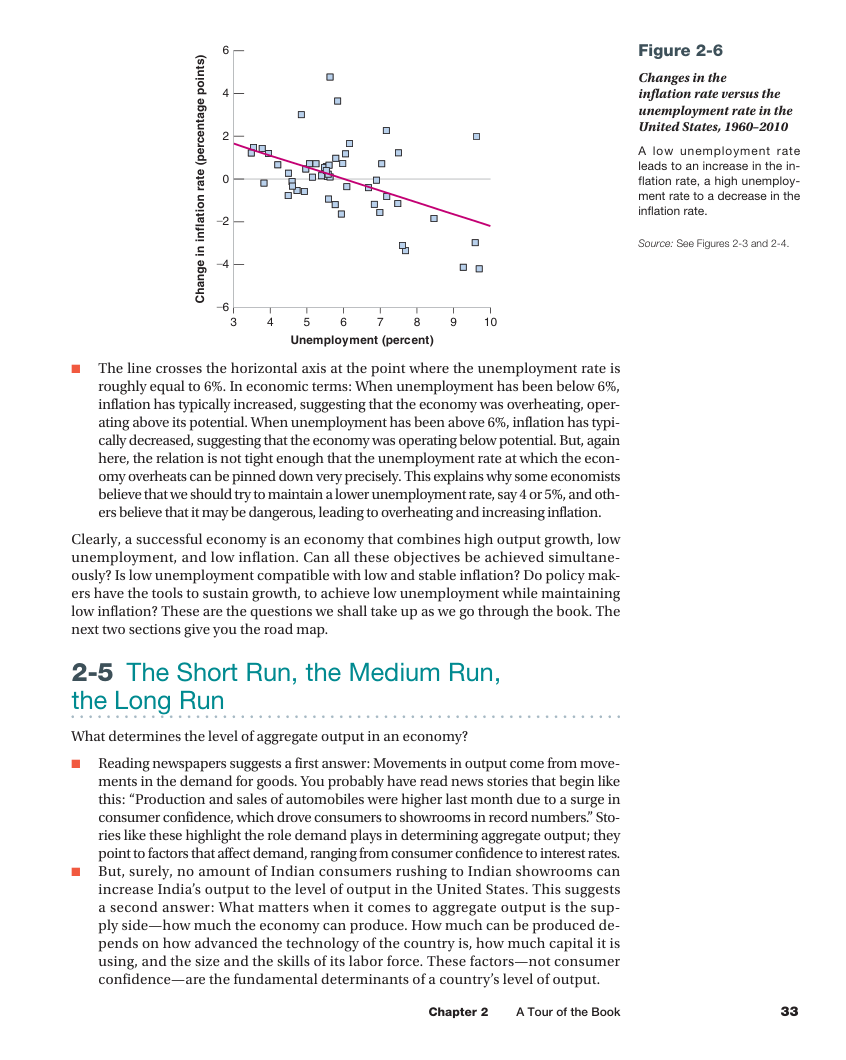 6
4
2
0
–2
–4
–6
Change in inflation rate (percentage points)
3 4 5 6 7 8 9 10
Unemployment (percent)
Figure 2-6
Changes in the
inflation rate versus the
unemployment rate in the
United States, 1960–2010
A low unemployment rate
leads to an increase in the in-
flation rate, a high unemploy-
ment rate to a decrease in the
inflation rate.
Source: See Figures 2-3 and 2-4.
■ The line crosses the horizontal axis at the point where the unemployment rate is
roughly equal to 6%. In economic terms: When unemployment has been below 6%,
inflation has typically increased, suggesting that the economy was overheating, oper-
ating above its potential. When unemployment has been above 6%, inflation has typi-
cally decreased, suggesting that the economy was operating below potential. But, again
here, the relation is not tight enough that the unemployment rate at which the econ-
omy overheats can be pinned down very precisely. This explains why some economists
believe that we should try to maintain a lower unemployment rate, say 4 or 5%, and oth-
ers believe that it may be dangerous, leading to overheating and increasing inflation.
Clearly, a successful economy is an economy that combines high output growth, low
unemployment, and low inflation. Can all these objectives be achieved simultane-
ously? Is low unemployment compatible with low and stable inflation? Do policy mak-
ers have the tools to sustain growth, to achieve low unemployment while maintaining
low inflation? These are the questions we shall take up as we go through the book. The
next two sections give you the road map.
2-5 The Short Run, the Medium Run,
the Long Run
What determines the level of aggregate output in an economy?
■ Reading newspapers suggests a first answer: Movements in output come from move-
ments in the demand for goods. You probably have read news stories that begin like
this: “Production and sales of automobiles were higher last month due to a surge in
consumer confidence, which drove consumers to showrooms in record numbers.” Sto-
ries like these highlight the role demand plays in determining aggregate output; they
point to factors that affect demand, ranging from consumer confidence to interest rates.
■ But, surely, no amount of Indian consumers rushing to Indian showrooms can
increase India’s output to the level of output in the United States. This suggests
a second answer: What matters when it comes to aggregate output is the sup-
ply side—how much the economy can produce. How much can be produced de-
pends on how advanced the technology of the country is, how much capital it is
using, and the size and the skills of its labor force. These factors—not consumer
confidence—are the fundamental determinants of a country’s level of output.
Chapter 2 A Tour of the Book 33